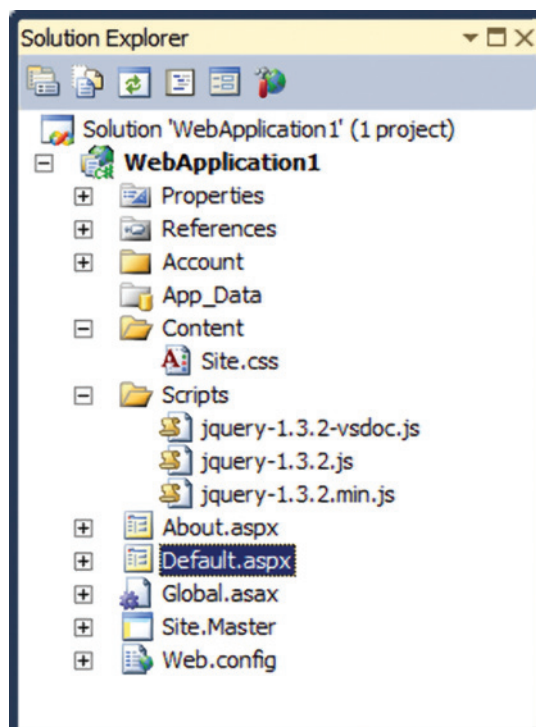 Solution Explorer
Solution 'WebApplication1' (1 project)
WebApplication1
Properties
References
Account
App_Data
Content
Site.css
Scripts
jquery-1.3.2-vsdoc.js
jquery-1.3.2.js
jquery-1.3.2.min.js
About.aspx
Default.aspx
Global.asax
Site.Master
Web.config